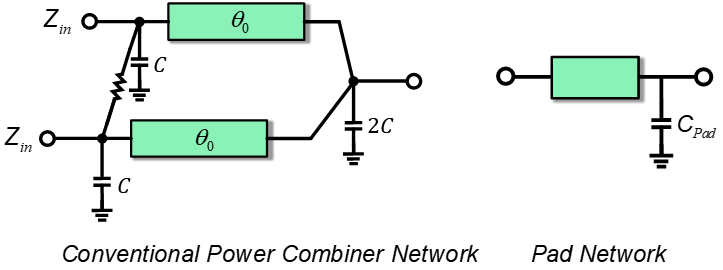 Z_in
θ_0
C
Z_in
θ_0
C
2C
C_Pad
Conventional Power Combiner Network
Pad Network